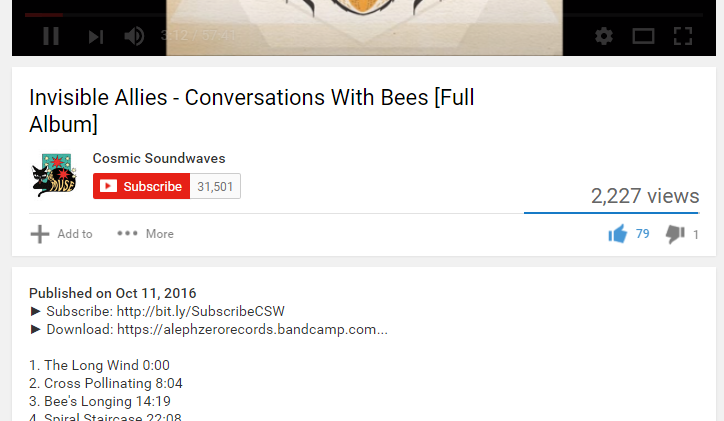 3:12 / 57:41
Invisible Allies - Conversations With Bees [Full
Album]
Cosmic Soundwaves
Subscribe 31,501
2,227 views
Add to More 79 1
Published on Oct 11, 2016
► Subscribe: http://bit.ly/SubscribeCSW
► Download: https://alephzerorecords.bandcamp.com...
1. The Long Wind 0:00
2. Cross Pollinating 8:04
3. Bee's Longing 14:19
4. Spiral Staircase 22:08